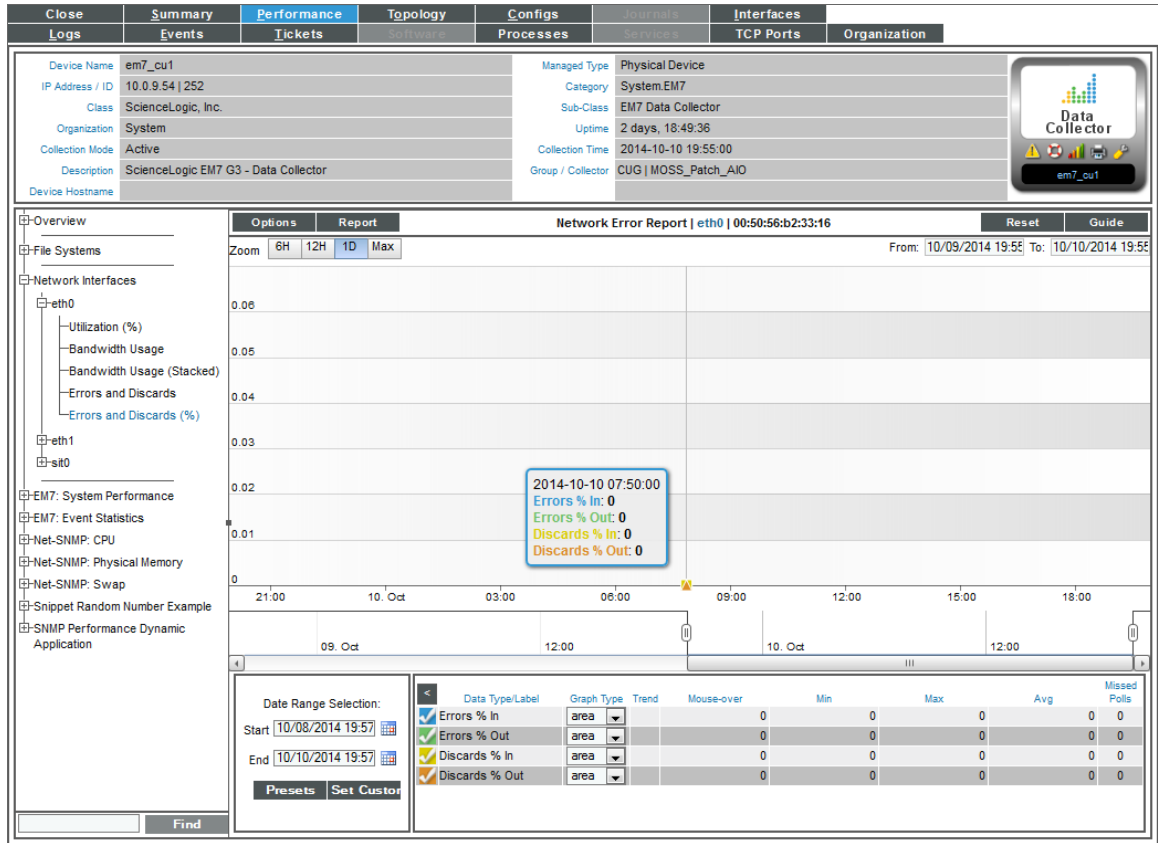 Close Summary Performance Topology Configs Journals Interfaces
Logs Events Tickets Software Processes Services TCP Ports Organization
Device Name em7_cu1 Managed Type Physical Device
IP Address / ID 10.0.9.54 | 252 Category System.EM7
Class ScienceLogic, Inc. Sub-Class EM7 Data Collector
Organization System Uptime 2 days, 18:49:36
Collection Mode Active Collection Time 2014-10-10 19:55:00
Description ScienceLogic EM7 G3 - Data Collector Group / Collector CUG | MOSS_Patch_AIO
Device Hostname
Data
Collector
em7_cu1
Overview
File Systems
Network Interfaces
eth0
Utilization (%)
Bandwidth Usage
Bandwidth Usage (Stacked)
Errors and Discards
Errors and Discards (%)
eth1
sit0
EM7: System Performance
EM7: Event Statistics
Net-SNMP: CPU
Net-SNMP: Physical Memory
Net-SNMP: Swap
Snippet Random Number Example
SNMP Performance Dynamic
Application
Find
Options Report Network Error Report | eth0 | 00:50:56:b2:33:16 Reset Guide
Zoom 6H 12H 1D Max From: 10/09/2014 19:55 To: 10/10/2014 19:55
0.06
0.05
0.04
0.03
0.02
0.01
0
2014-10-10 07:50:00
Errors % In: 0
Errors % Out: 0
Discards % In: 0
Discards % Out: 0
21:00 10. Oct 03:00 06:00 09:00 12:00 15:00 18:00
09. Oct 12:00 10. Oct 12:00
Date Range Selection:
Start 10/08/2014 19:57
End 10/10/2014 19:57
Presets Set Custor
< Data Type/Label Graph Type Trend Mouse-over Min Max Avg Missed Polls
Errors % In area 0 0 0 0 0
Errors % Out area 0 0 0 0 0
Discards % In area 0 0 0 0 0
Discards % Out area 0 0 0 0 0